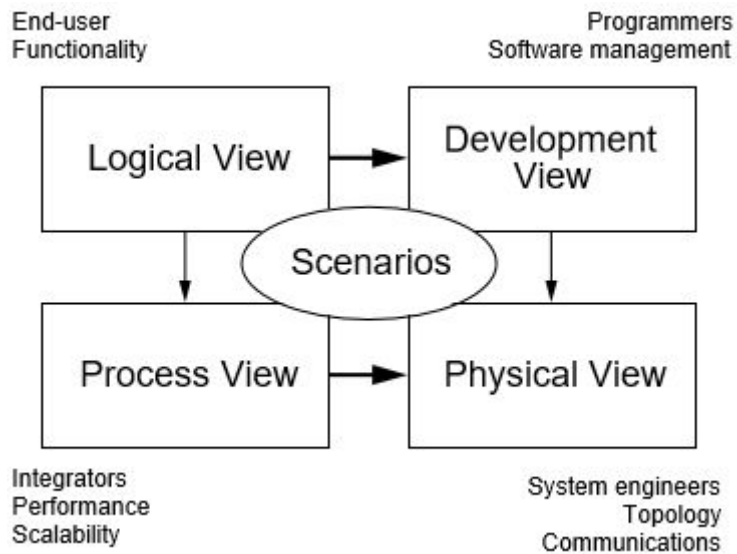 End-user
Functionality
Programmers
Software management
Logical View
Development
View
Scenarios
Process View
Physical View
Integrators
Performance
Scalability
System engineers
Topology
Communications